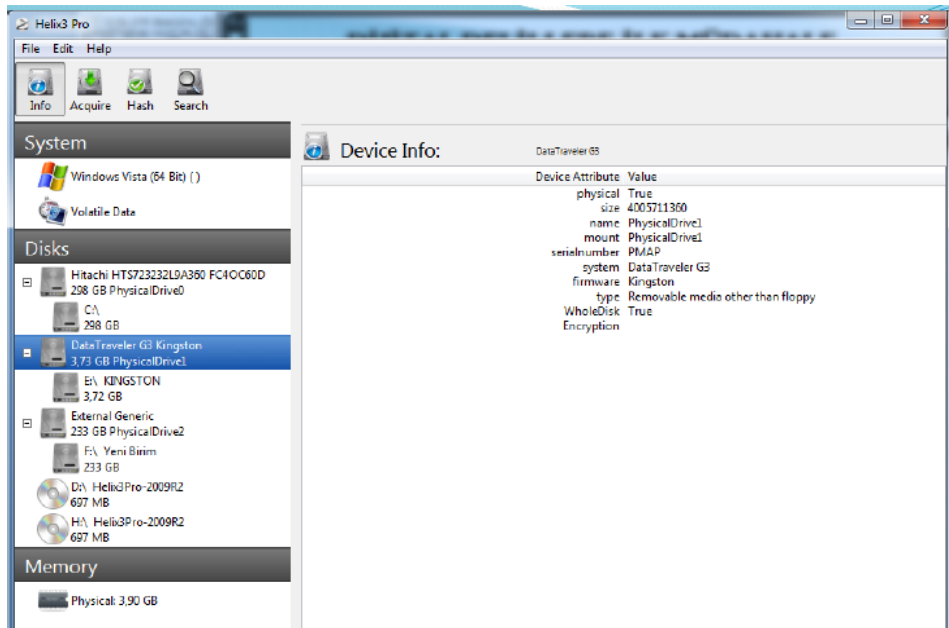 Helix3 Pro
File Edit Help
Info Acquire Hash Search
System
Windows Vista (64 Bit) ( )
Volatile Data
Disks
Hitachi HTS723232L9A360 FC4OC60D
298 GB PhysicalDrive0
C:\
298 GB
DataTraveler G3 Kingston
3,73 GB PhysicalDrive1
E:\ KINGSTON
3,72 GB
External Generic
233 GB PhysicalDrive2
F:\ Yeni Birim
233 GB
D:\ Helix3Pro-2009R2
697 MB
H:\ Helix3Pro-2009R2
697 MB
Memory
Physical: 3,90 GB
Device Info: DataTraveler G3
Device Attribute Value
physical True
size 4005711360
name PhysicalDrive1
mount PhysicalDrive1
serialnumber PMAP
system DataTraveler G3
firmware Kingston
type Removable media other than floppy
WholeDisk True
Encryption